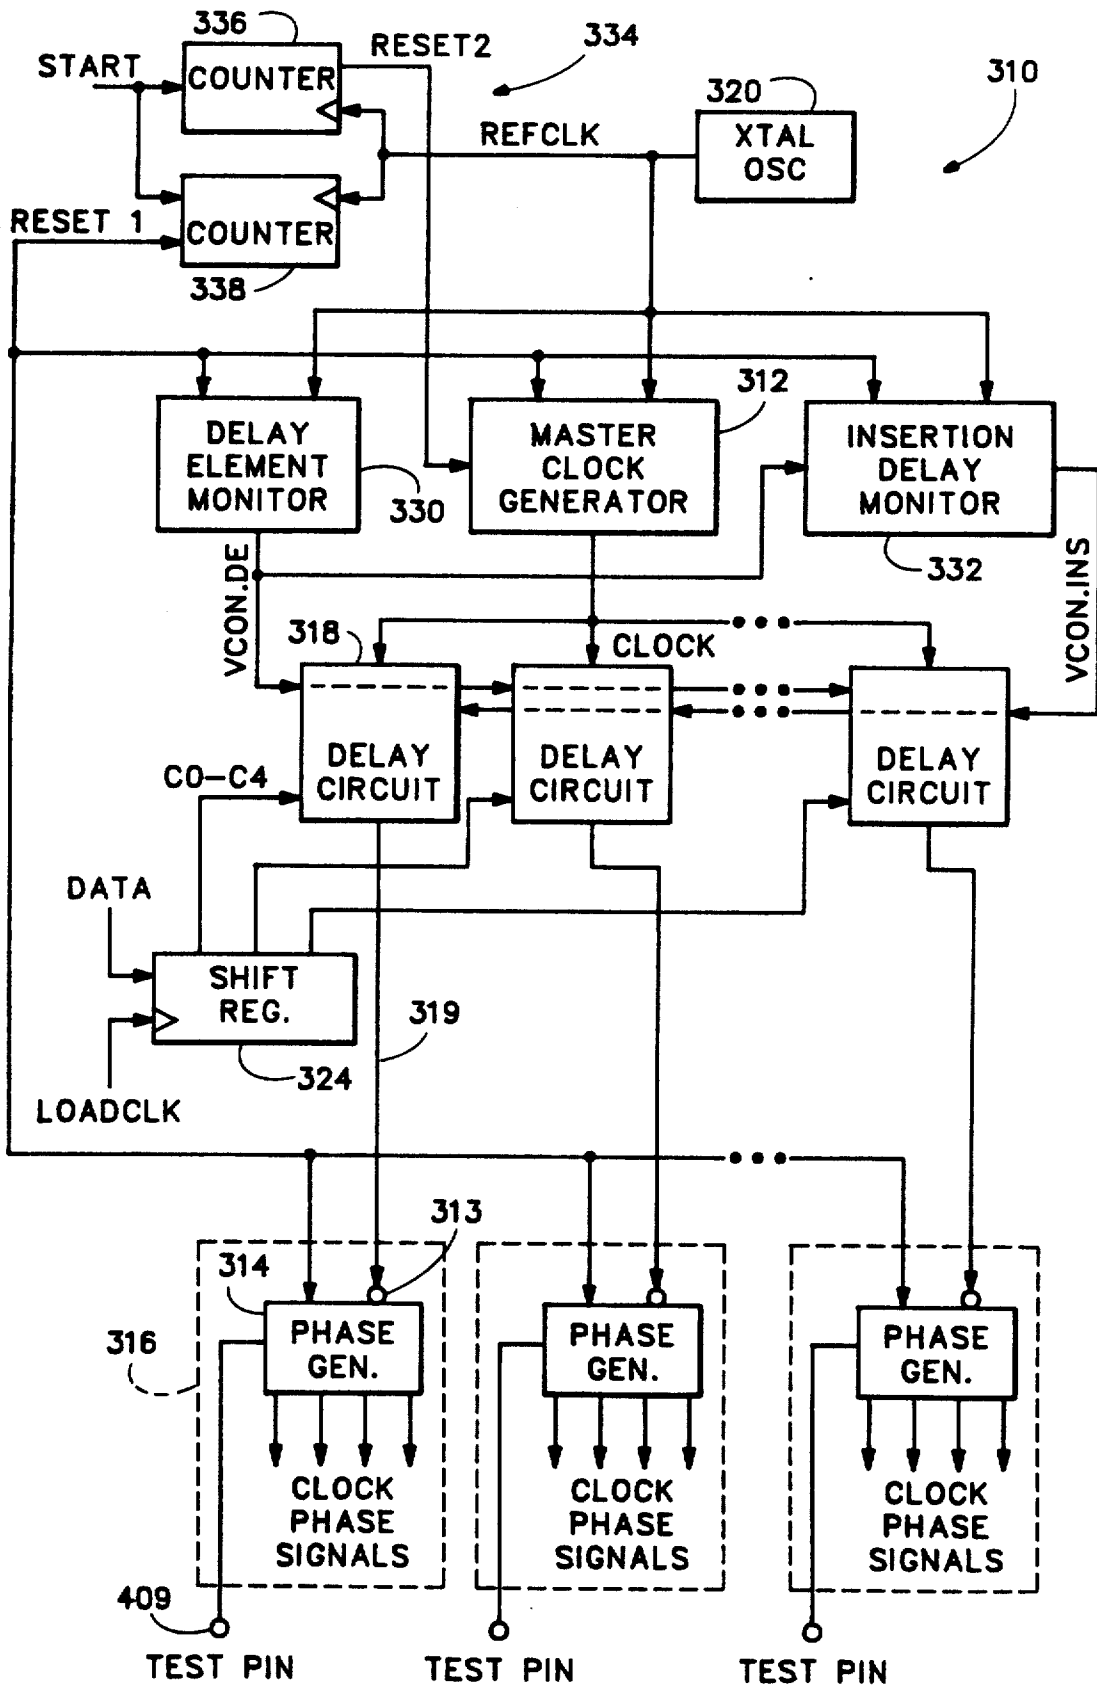 336
RESET2
334
START
COUNTER
320
310
REFCLK
XTAL
OSC
RESET 1
COUNTER
338
312
DELAY
ELEMENT
MONITOR
330
MASTER
CLOCK
GENERATOR
INSERTION
DELAY
MONITOR
332
VCON.DE
VCON.INS
318
CLOCK
DELAY
CIRCUIT
DELAY
CIRCUIT
DELAY
CIRCUIT
C0-C4
DATA
SHIFT
REG.
319
324
LOADCLK
313
314
316
PHASE
GEN.
PHASE
GEN.
PHASE
GEN.
CLOCK
PHASE
SIGNALS
CLOCK
PHASE
SIGNALS
CLOCK
PHASE
SIGNALS
409
TEST PIN
TEST PIN
TEST PIN